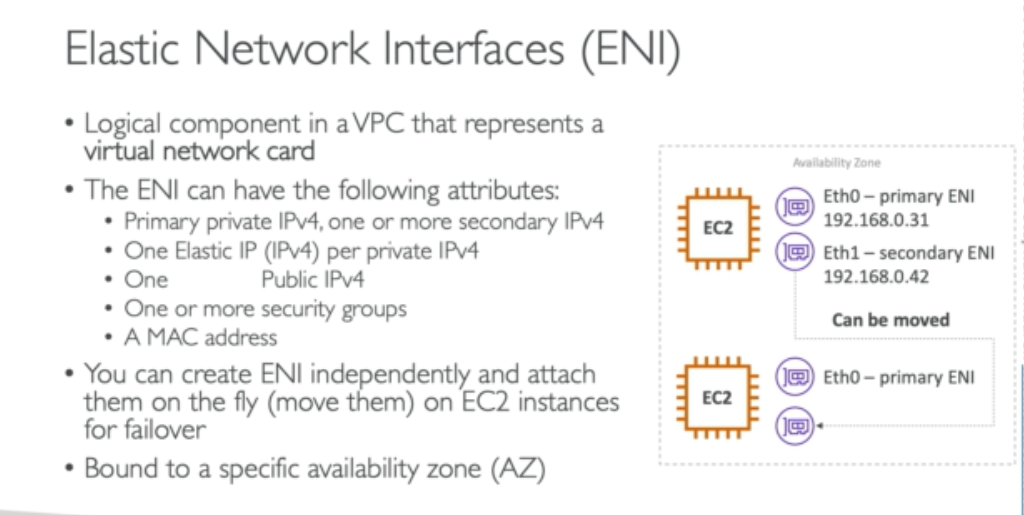 Elastic Network Interfaces (ENI)
• Logical component in a VPC that represents a
virtual network card
• The ENI can have the following attributes:
• Primary private IPv4, one or more secondary IPv4
• One Elastic IP (IPv4) per private IPv4
• One Public IPv4
• One or more security groups
• A MAC address
• You can create ENI independently and attach
them on the fly (move them) on EC2 instances
for failover
• Bound to a specific availability zone (AZ)
Availability Zone
EC2
Eth0 – primary ENI
192.168.0.31
Eth1 – secondary ENI
192.168.0.42
Can be moved
EC2
Eth0 – primary ENI